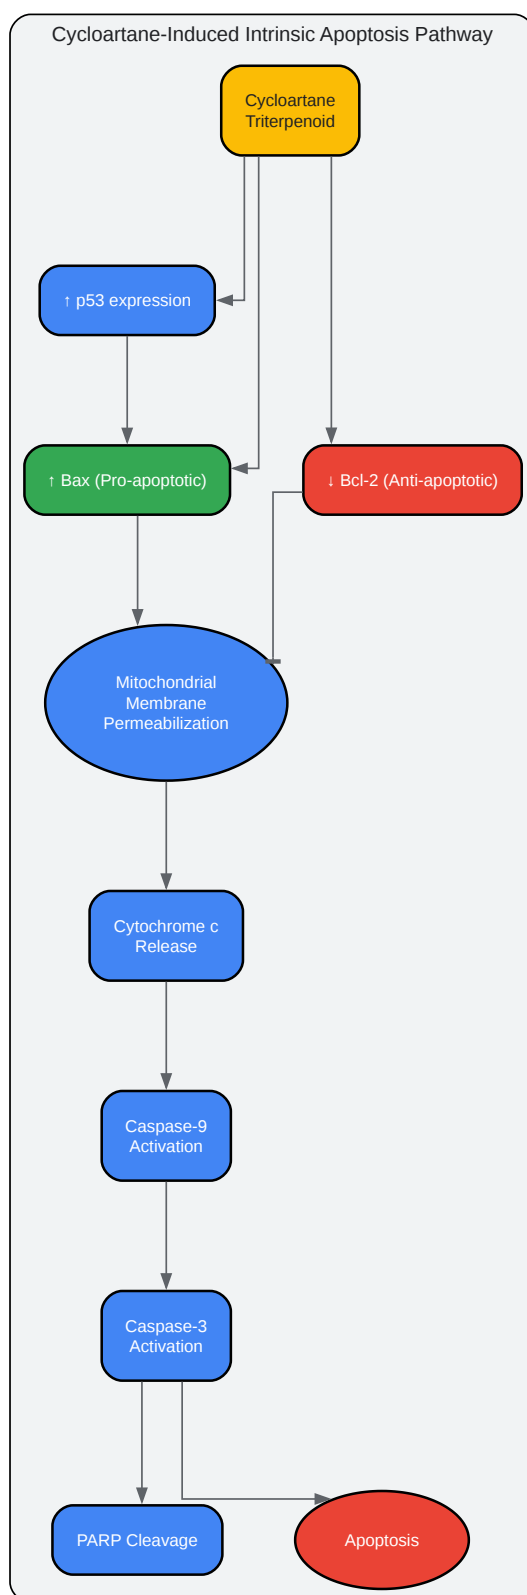 Cycloartane-Induced Intrinsic Apoptosis Pathway
Cycloartane
Triterpenoid
↑ p53 expression
↑ Bax (Pro-apoptotic)
↓ Bcl-2 (Anti-apoptotic)
Mitochondrial
Membrane
Permeabilization
Cytochrome c
Release
Caspase-9
Activation
Caspase-3
Activation
PARP Cleavage
Apoptosis